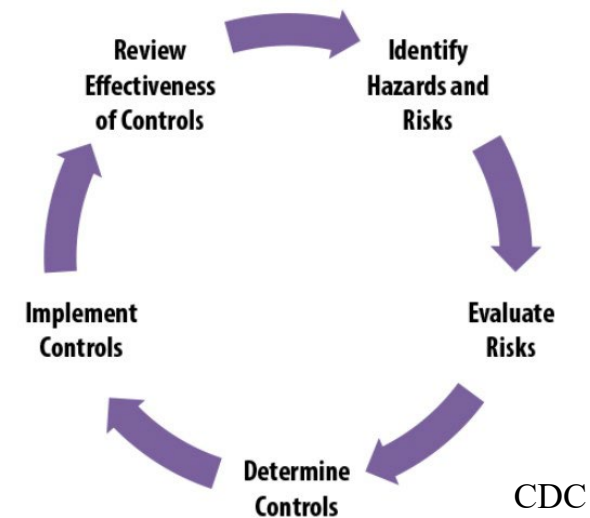 Review
Effectiveness
of Controls
Identify
Hazards and
Risks
Evaluate
Risks
Determine
Controls
Implement
Controls
CDC